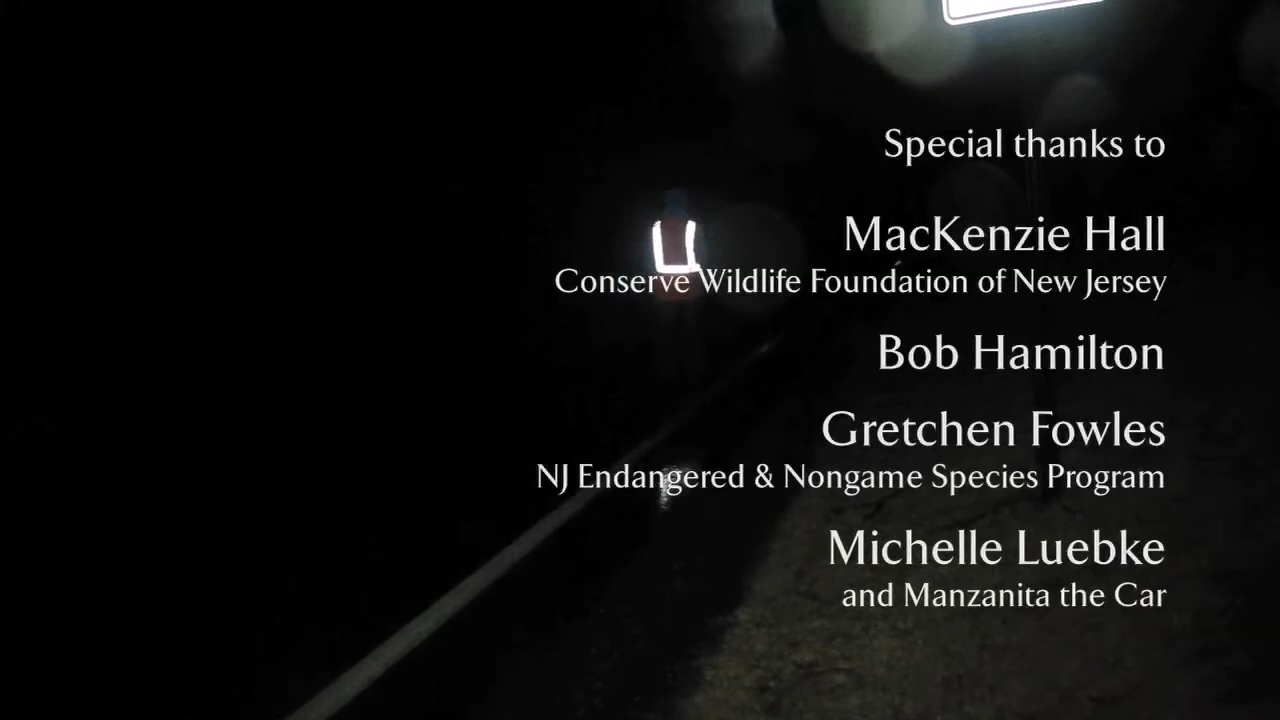 Special thanks to
MacKenzie Hall
Conserve Wildlife Foundation of New Jersey
Bob Hamilton
Gretchen Fowles
NJ Endangered & Nongame Species Program
Michelle Luebke
and Manzanita the Car